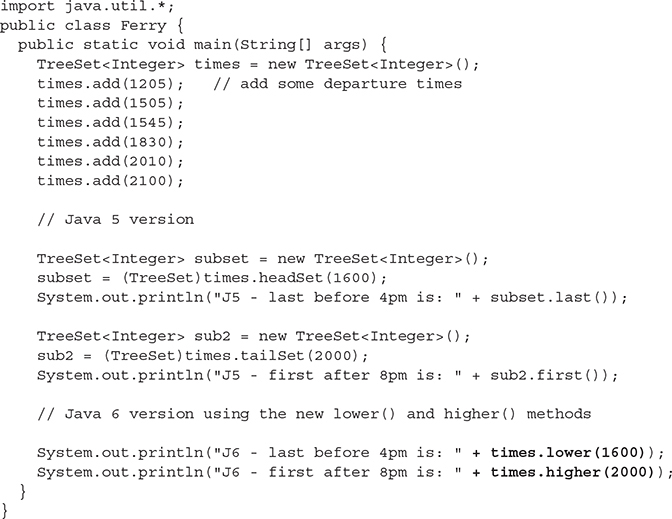 import java.util.*;
public class Ferry {
  public static void main(String[] args) {
    TreeSet<Integer> times = new TreeSet<Integer>();
    times.add(1205);   // add some departure times
    times.add(1505);
    times.add(1545);
    times.add(1830);
    times.add(2010);
    times.add(2100);

    // Java 5 version

    TreeSet<Integer> subset = new TreeSet<Integer>();
    subset = (TreeSet)times.headSet(1600);
    System.out.println("J5 - last before 4pm is: " + subset.last());

    TreeSet<Integer> sub2 = new TreeSet<Integer>();
    sub2 = (TreeSet)times.tailSet(2000);
    System.out.println("J5 - first after 8pm is: " + sub2.first());

    // Java 6 version using the new lower() and higher() methods

    System.out.println("J6 - last before 4pm is: " + times.lower(1600));
    System.out.println("J6 - first after 8pm is: " + times.higher(2000));
  }
}